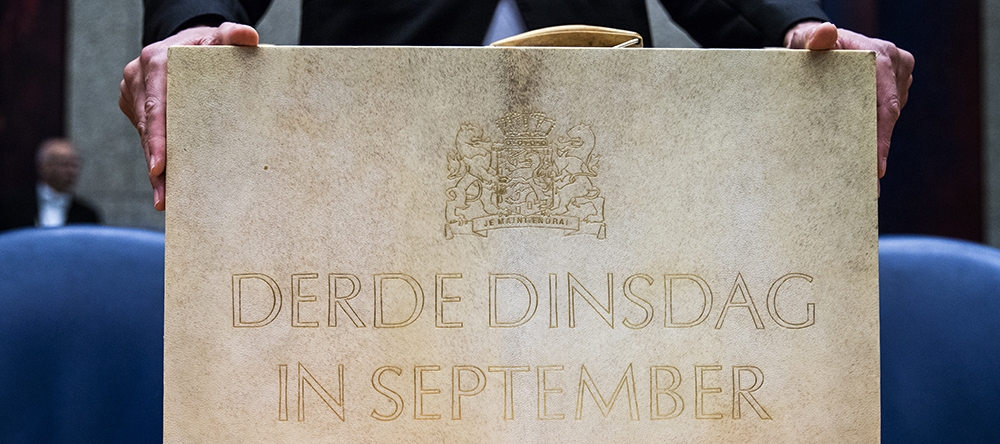 JE MAINTIENDRAI
DERDE DINSDAG
IN SEPTEMBER